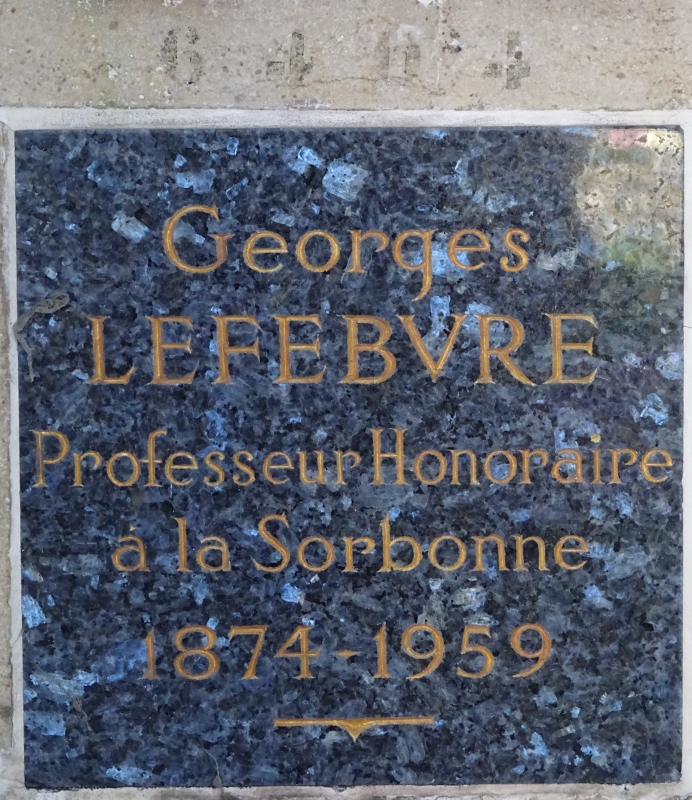 Georges
LEFEBVRE
Professeur Honoraire
á la Sorbonne
1874-1959